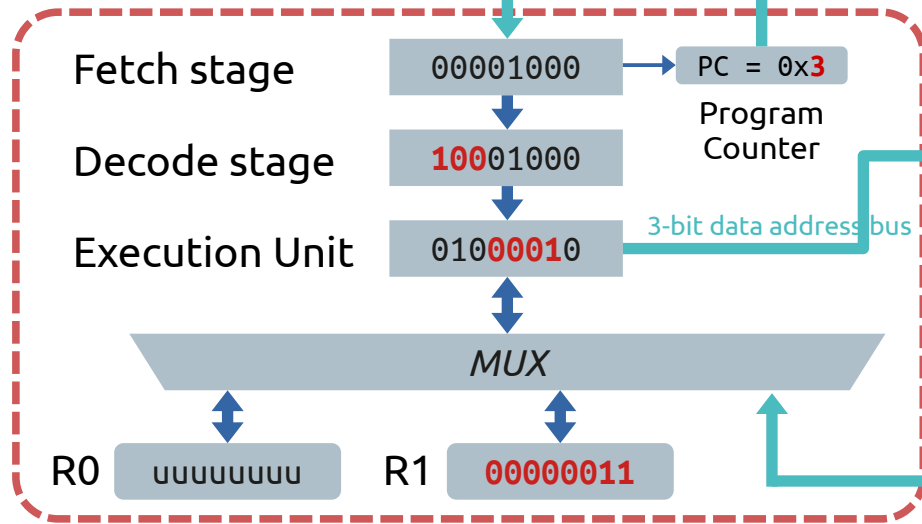 Fetch stage
00001000
PC = 0x3
Program
Counter
Decode stage
10001000
Execution Unit
01000010
3-bit data address bus
MUX
R0
uuuuuuuu
R1
00000011